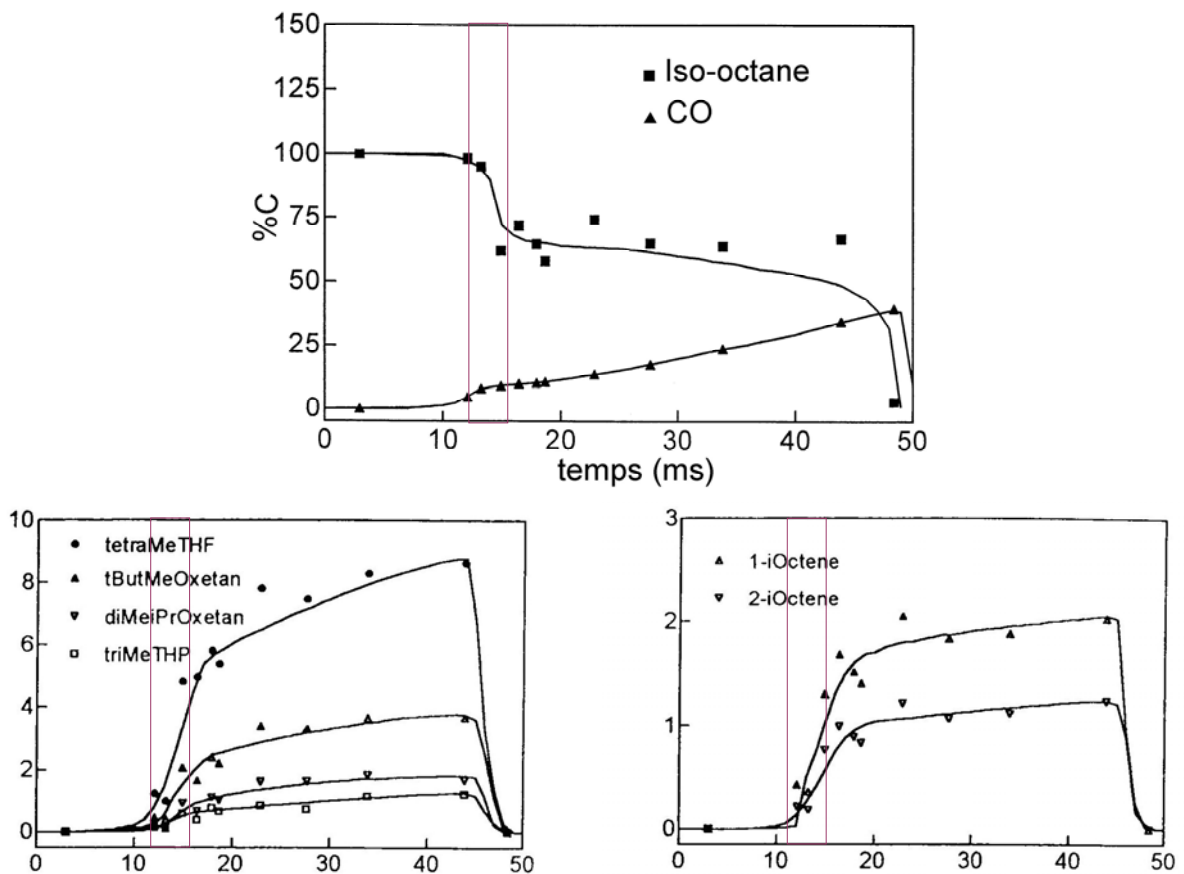 150
125
100
75
50
25
0
%C
Iso-octane
CO
0 10 20 30 40 50
temps (ms)
10
8
6
4
2
0
tetraMeTHF
tButMeOxetan
diMeiPrOxetan
triMeTHP
0 10 20 30 40 50
3
2
1
0
1-iOctene
2-iOctene
0 10 20 30 40 50